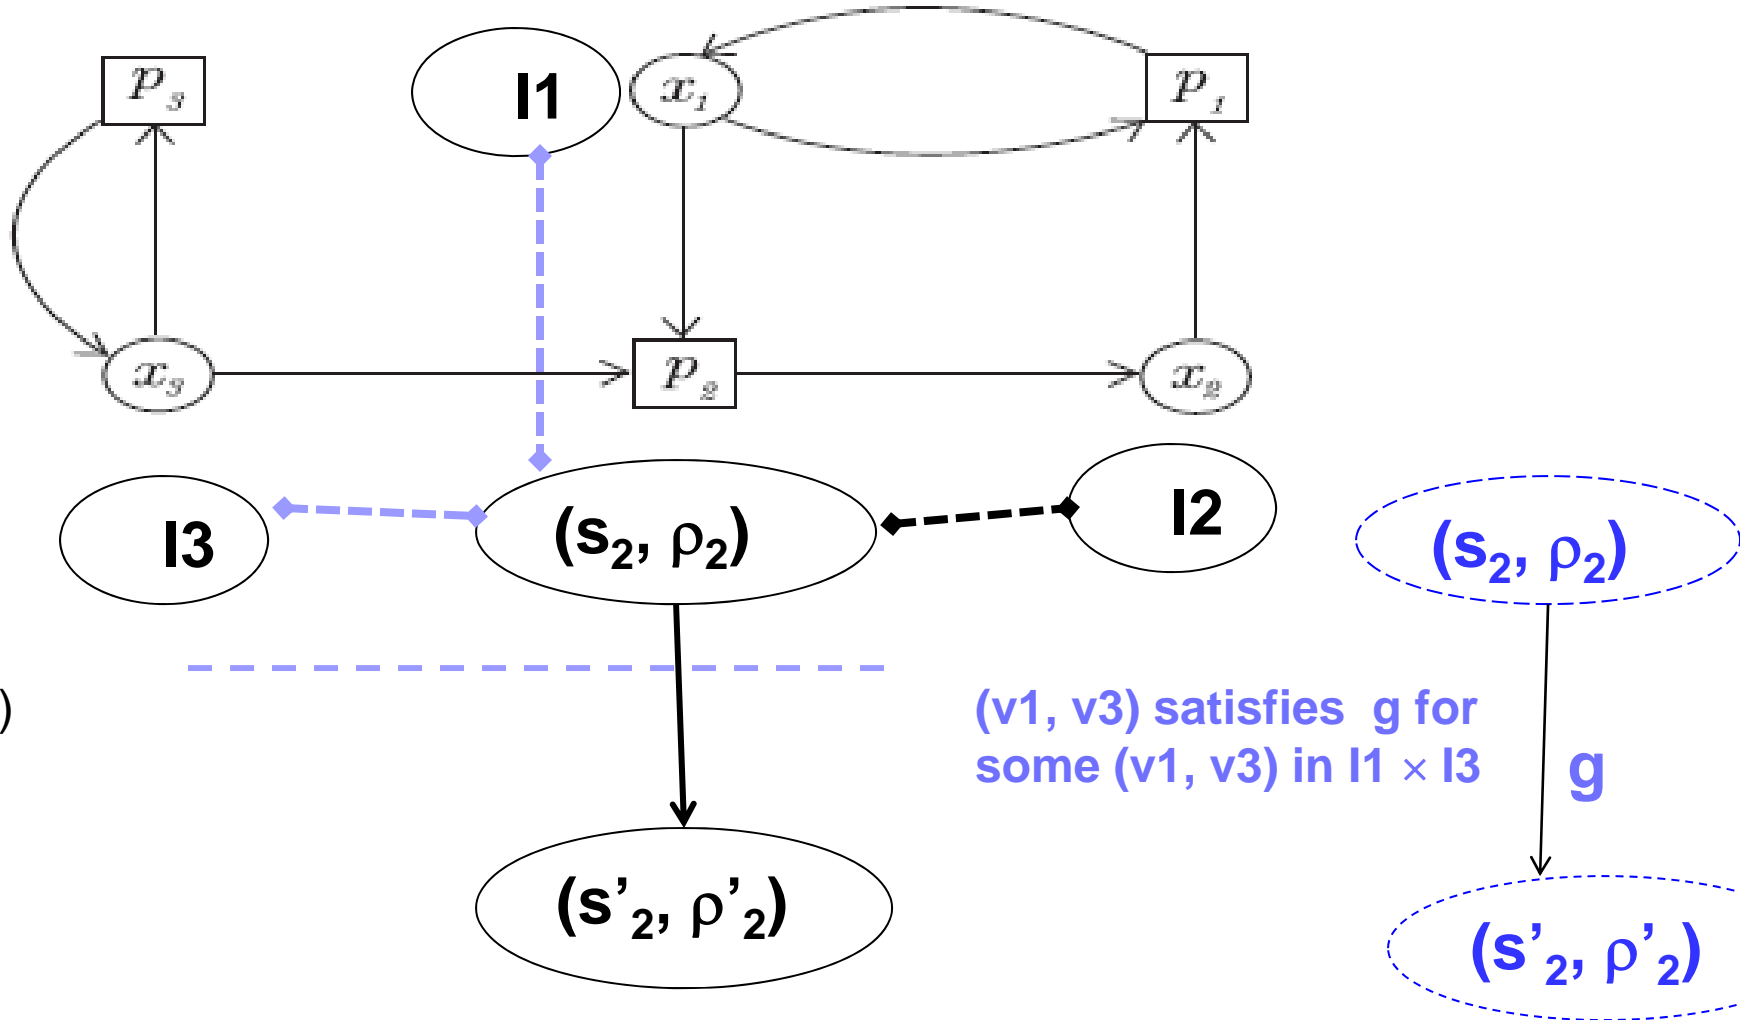 p₃
I1
x₁
p₁
x₃
p₂
x₂
I3
(s₂, ρ₂)
I2
(s₂, ρ₂)
)
(v1, v3) satisfies g for
some (v1, v3) in I1 × I3
g
(s’₂, ρ’₂)
(s’₂, ρ’₂)